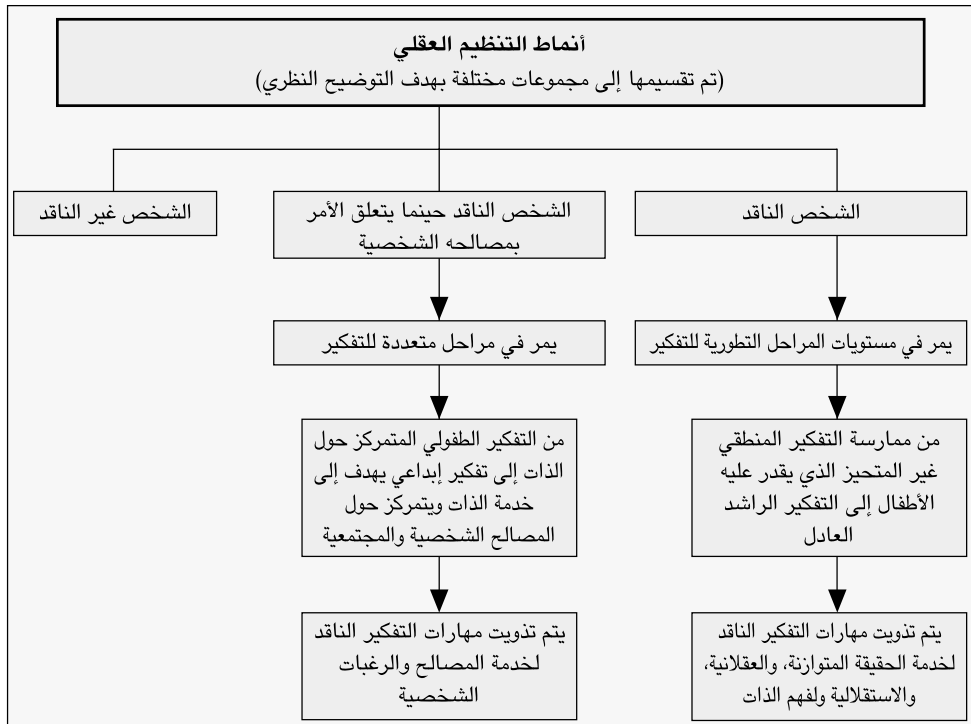 أنماط التنظيم العقلي
(تم تقسيمها إلى مجموعات مختلفة بهدف التوضيح النظري)
الشخص الناقد
الشخص الناقد حينما يتعلق الأمر
بمصالحه الشخصية
الشخص غير الناقد
يمر في مستويات المراحل التطورية للتفكير
يمر في مراحل متعددة للتفكير
من ممارسة التفكير المنطقي
غير المتحيز الذي يقدر عليه
الأطفال إلى التفكير الراشد
العادل
من التفكير الطفولي المتمركز حول
الذات إلى تفكير إبداعي يهدف إلى
خدمة الذات ويتمركز حول
المصالح الشخصية والمجتمعية
يتم تذويت مهارات التفكير الناقد
لخدمة الحقيقة المتوازنة، والعقلانية،
والاستقلالية ولفهم الذات
يتم تذويت مهارات التفكير الناقد
لخدمة المصالح والرغبات
الشخصية